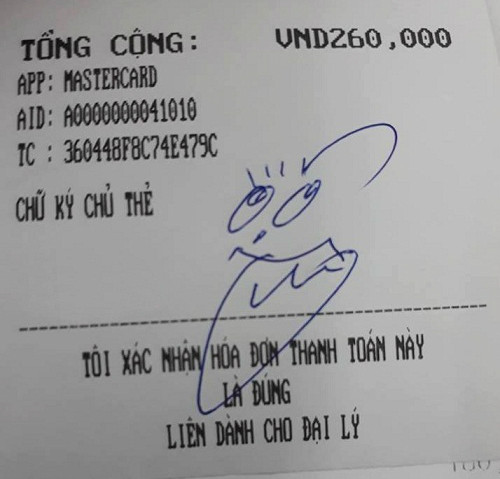 TỔNG CỘNG: VND260,000
APP: MASTERCARD
AID: A0000000041010
TC : 360448F8C74E479C
CHỮ KÝ CHỦ THẺ
TÔI XÁC NHẬN HÓA ĐƠN THANH TOÁN NÀY
LÀ ĐÚNG
LIÊN DÀNH CHO ĐẠI LÝ